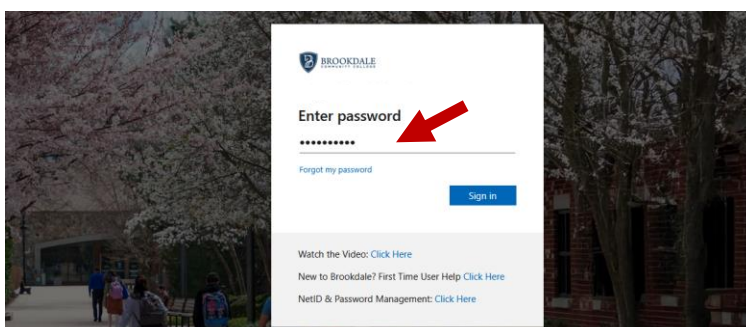 BROOKDALE
COMMUNITY COLLEGE
Enter password
••••••••••
Forgot my password
Sign in
Watch the Video: Click Here
New to Brookdale? First Time User Help Click Here
NetID & Password Management: Click Here